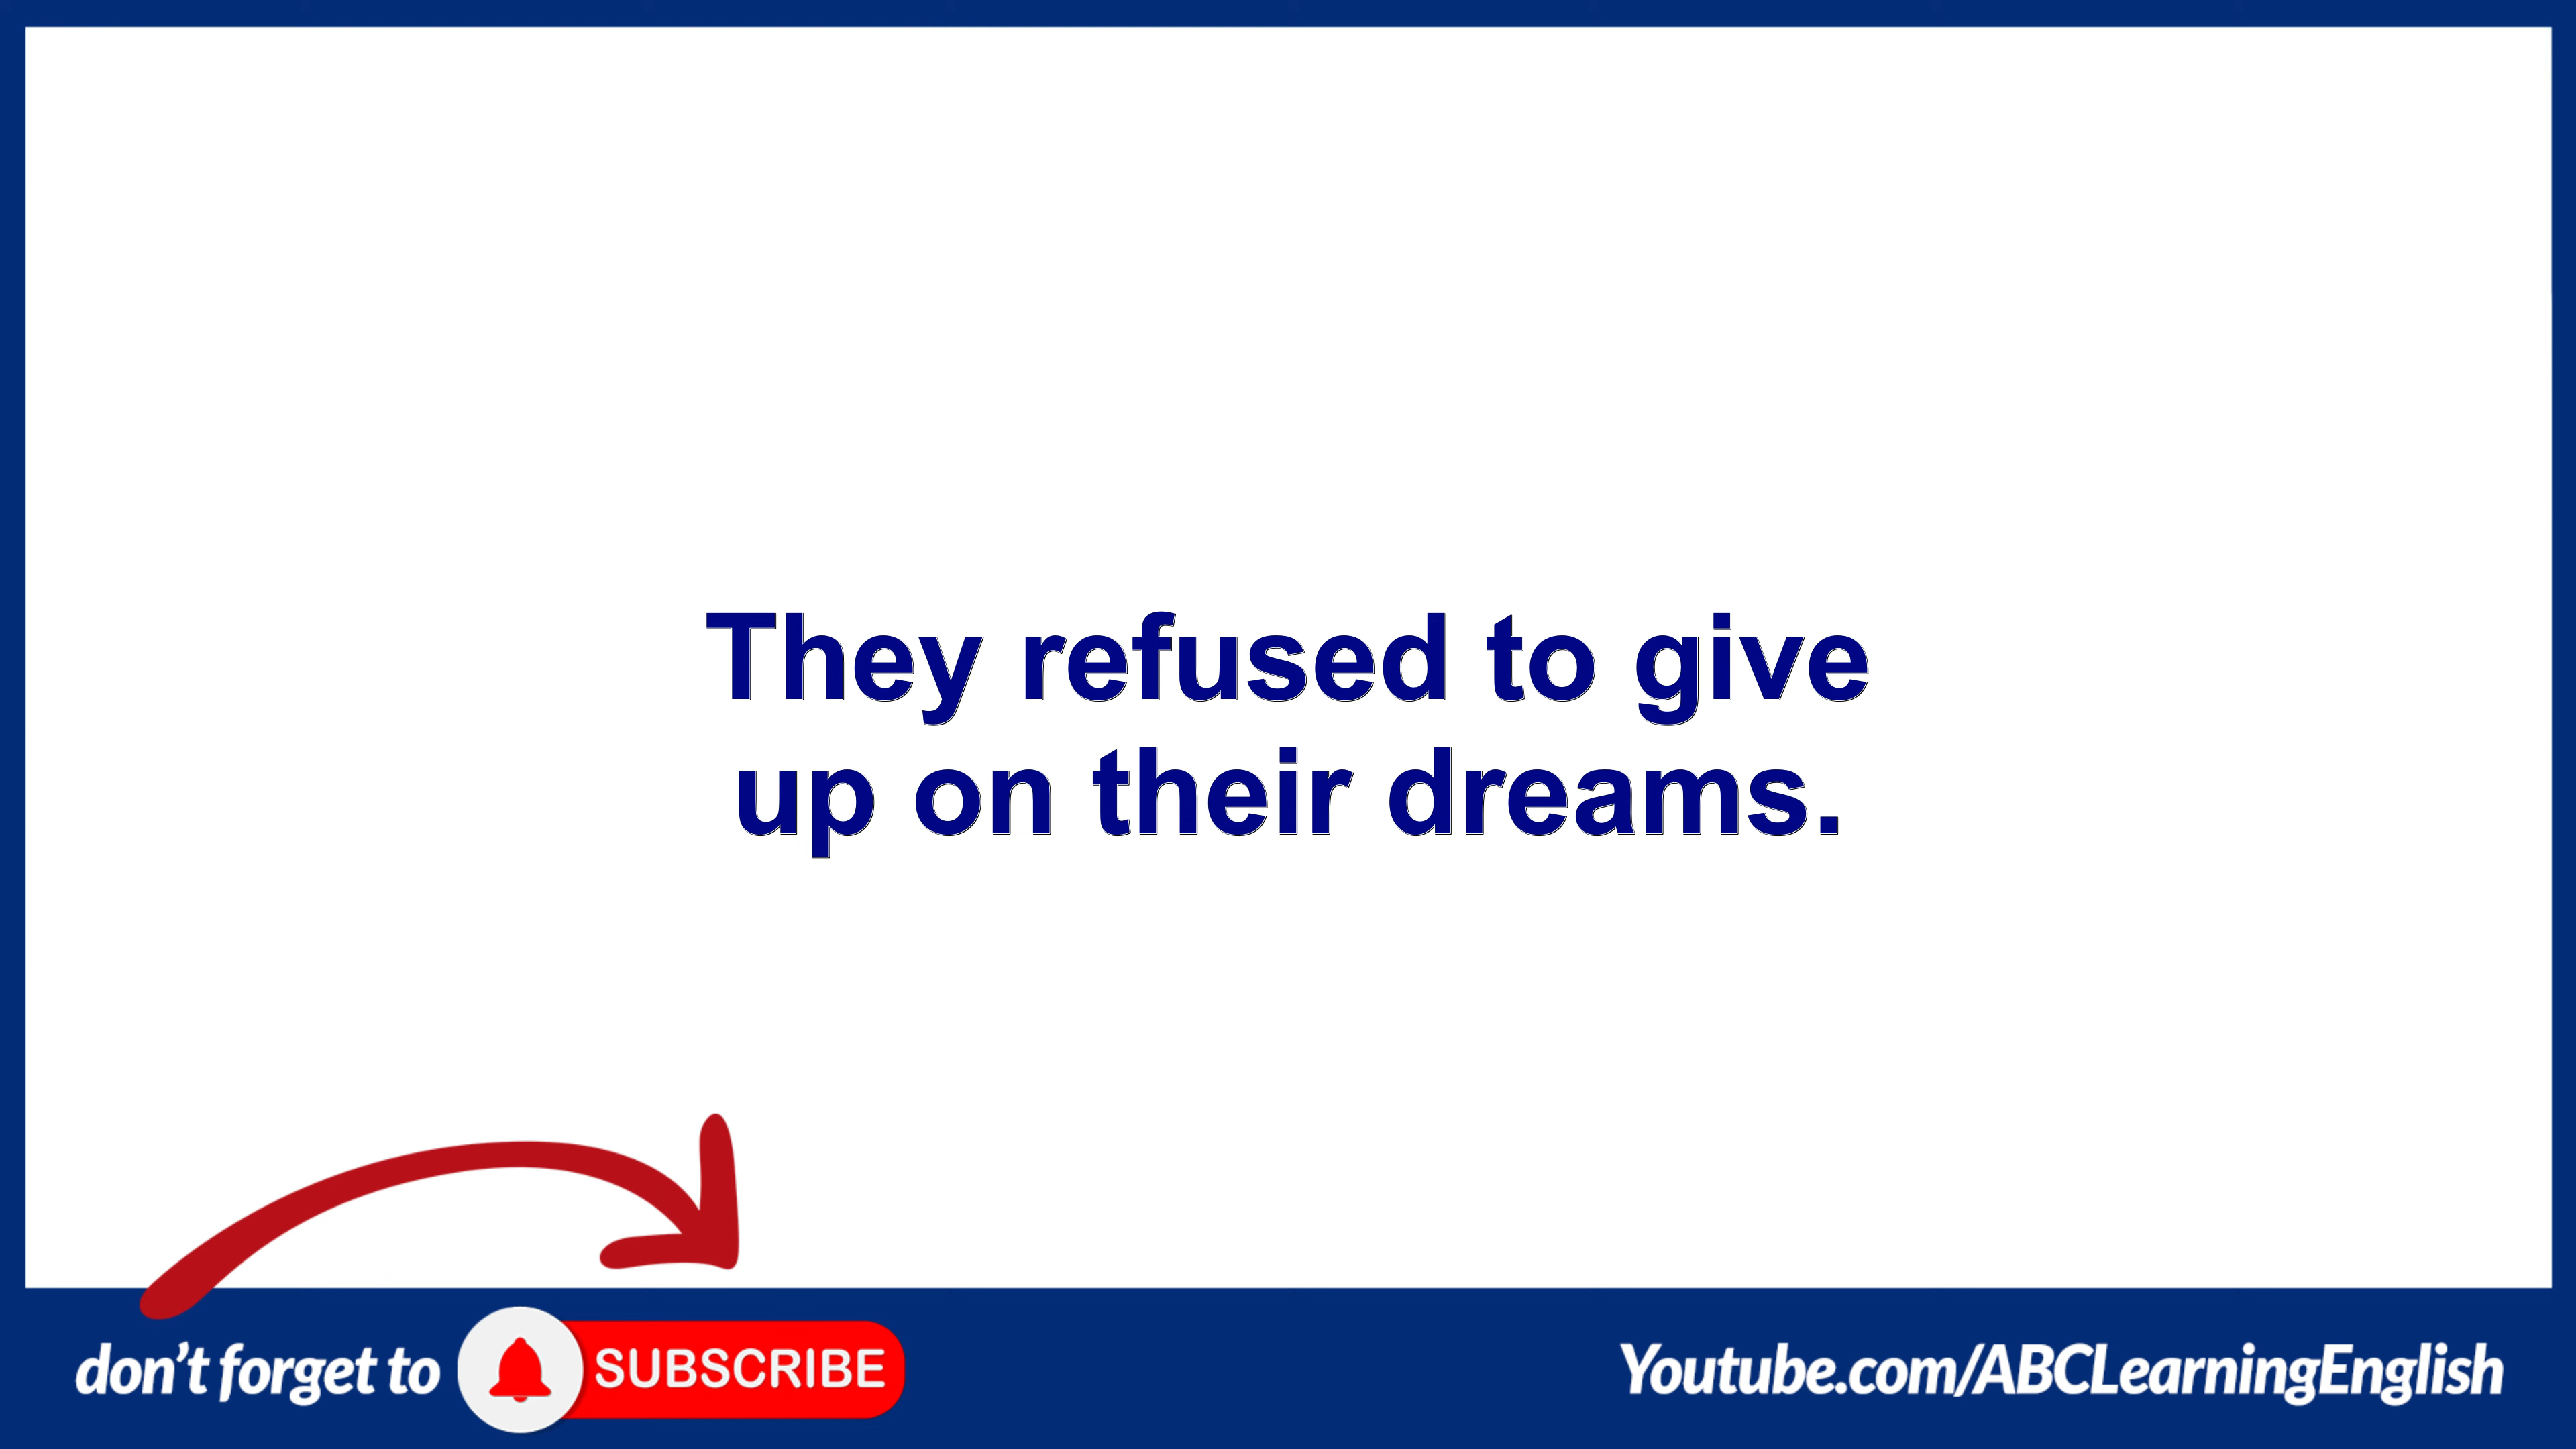 They refused to give
up on their dreams.
don't forget to SUBSCRIBE
Youtube.com/ABCLearningEnglish